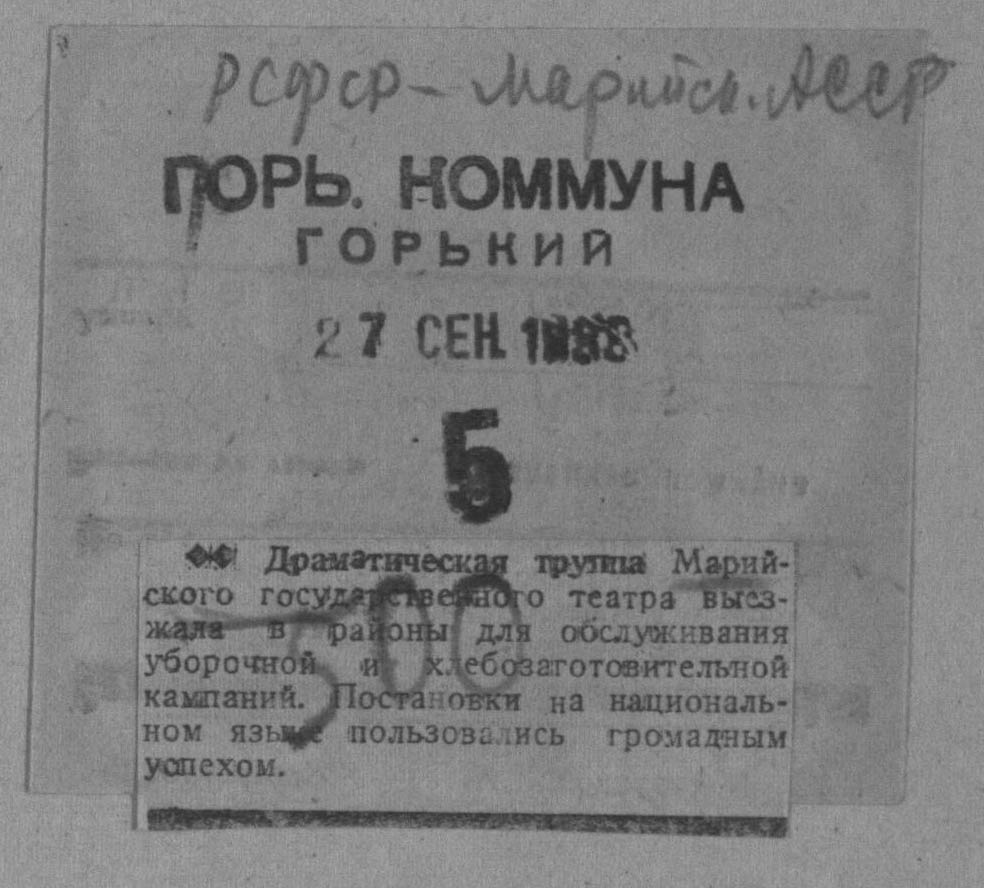 РСФСР – Марийск. АССР
ГОРЬ. КОММУНА
ГОРЬКИЙ
27 СЕН.
5
Драматическая труппа Марий-
ского государственного театра выез-
жала в районы для обслуживания
уборочной и хлебозаготовительной
кампаний. Постановки на националь-
ном языке пользовались громадным
успехом.
500